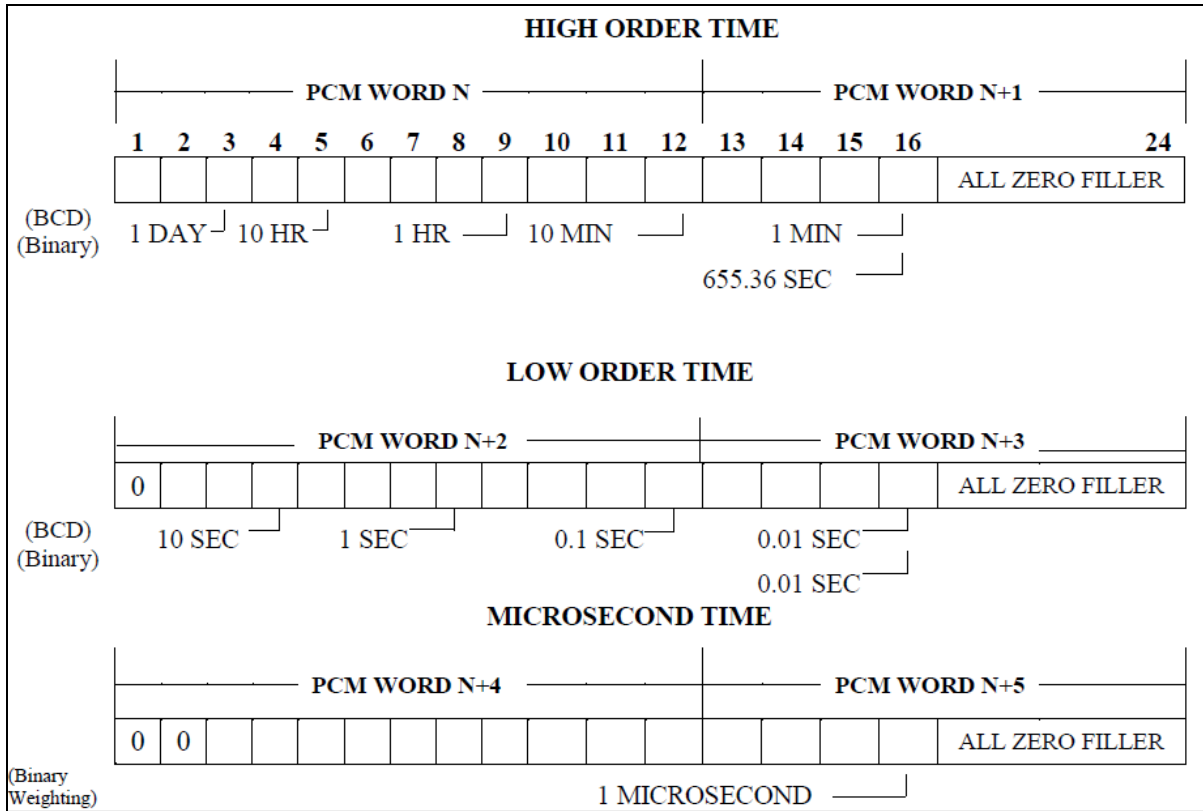 HIGH ORDER TIME
PCM WORD N PCM WORD N+1
1 2 3 4 5 6 7 8 9 10 11 12 13 14 15 16 24
ALL ZERO FILLER
(BCD) 1 DAY 10 HR 1 HR 10 MIN 1 MIN
(Binary) 655.36 SEC
LOW ORDER TIME
PCM WORD N+2 PCM WORD N+3
0 ALL ZERO FILLER
(BCD) 10 SEC 1 SEC 0.1 SEC 0.01 SEC
(Binary) 0.01 SEC
MICROSECOND TIME
PCM WORD N+4 PCM WORD N+5
0 0 ALL ZERO FILLER
(Binary
Weighting) 1 MICROSECOND